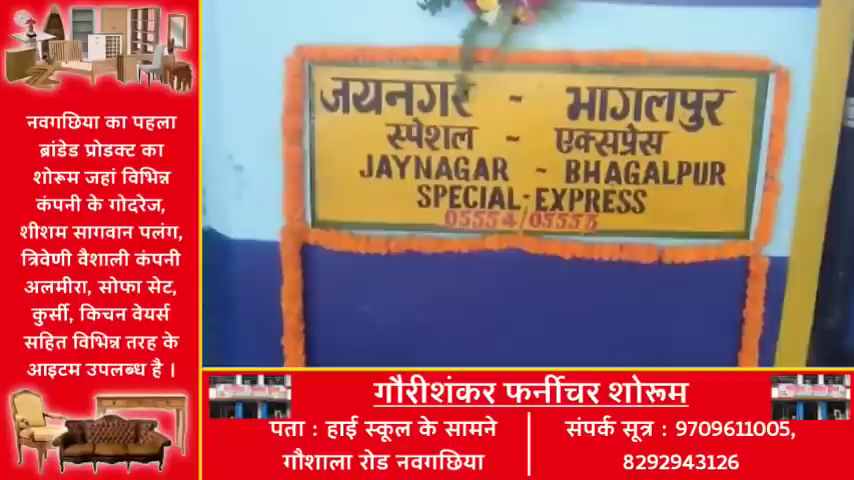 नवगछिया का पहला
ब्रांडेड प्रोडक्ट का
शोरूम जहां विभिन्न
कंपनी के गोदरेज,
शीशम सागवान पलंग,
त्रिवेणी वैशाली कंपनी
अलमीरा, सोफा सेट,
कुर्सी, किचन वेयर्स
सहित विभिन्न तरह के
आइटम उपलब्ध है ।
जयनगर - भागलपुर
स्पेशल - एक्सप्रेस
JAYNAGAR - BHAGALPUR
SPECIAL-EXPRESS
05554/05553
गौरीशंकर फर्नीचर शोरूम
पता : हाई स्कूल के सामने
गौशाला रोड नवगछिया
संपर्क सूत्र : 9709611005,
8292943126